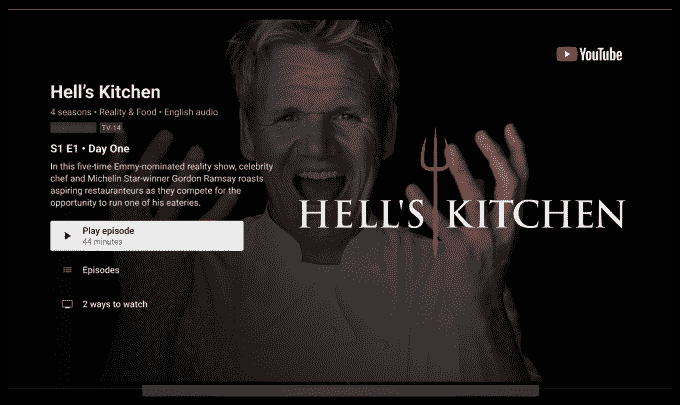 YouTube
Hell's Kitchen
4 seasons • Reality & Food • English audio
TV-14
S1 E1 • Day One
In this five-time Emmy-nominated reality show, celebrity
chef and Michelin Star-winner Gordon Ramsay roasts
aspiring restauranteurs as they compete for the
opportunity to run one of his eateries.
HELL'S KITCHEN
Play episode
44 minutes
Episodes
2 ways to watch